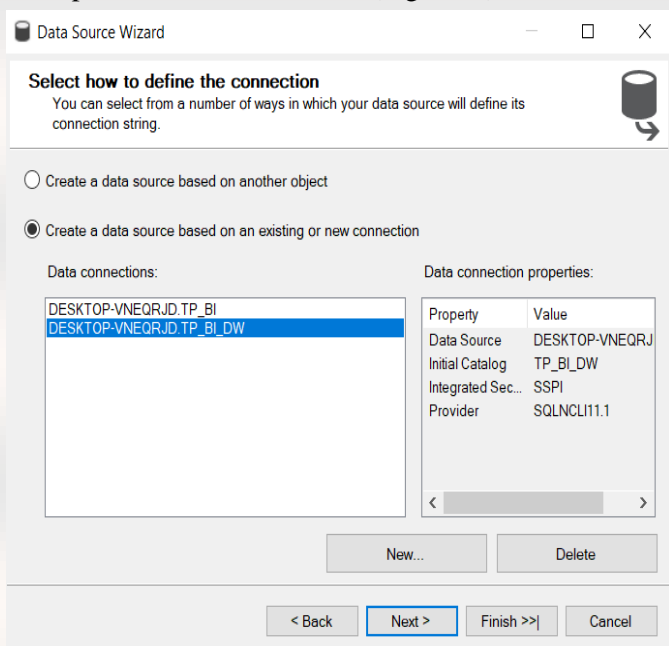 Data Source Wizard
Select how to define the connection
You can select from a number of ways in which your data source will define its
connection string.
Create a data source based on another object
Create a data source based on an existing or new connection
Data connections:
DESKTOP-VNEQRJD.TP_BI
DESKTOP-VNEQRJD.TP_BI_DW
Data connection properties:
Property Value
Data Source DESKTOP-VNEQRJ
Initial Catalog TP_BI_DW
Integrated Sec... SSPI
Provider SQLNCLI11.1
New...
Delete
< Back
Next >
Finish >>|
Cancel